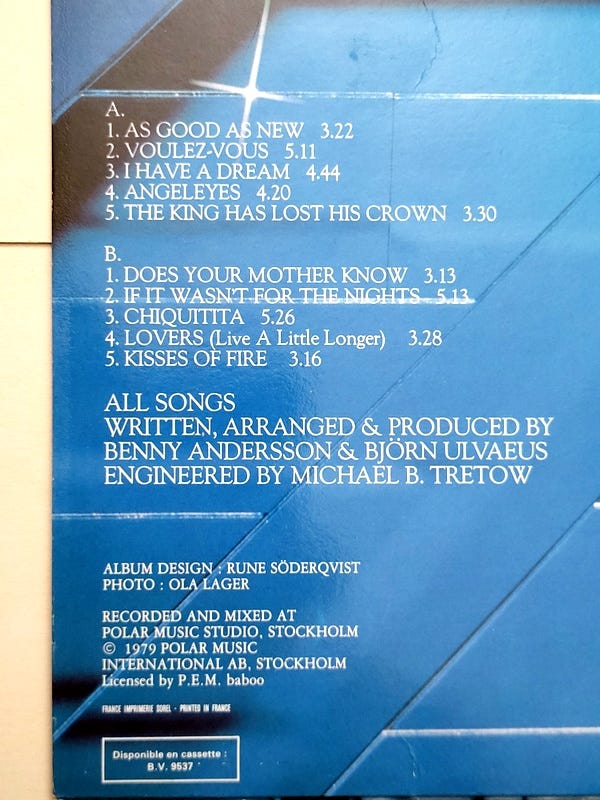 A.
1. AS GOOD AS NEW 3.22
2. VOULEZ-VOUS 5.11
3. I HAVE A DREAM 4.44
4. ANGELEYES 4.20
5. THE KING HAS LOST HIS CROWN 3.30
B.
1. DOES YOUR MOTHER KNOW 3.13
2. IF IT WASN'T FOR THE NIGHTS 5.13
3. CHIQUITITA 5.26
4. LOVERS (Live A Little Longer) 3.28
5. KISSES OF FIRE 3.16
ALL SONGS
WRITTEN, ARRANGED & PRODUCED BY
BENNY ANDERSSON & BJÖRN ULVAEUS
ENGINEERED BY MICHAEL B. TRETOW
ALBUM DESIGN : RUNE SÖDERQVIST
PHOTO : OLA LAGER
RECORDED AND MIXED AT
POLAR MUSIC STUDIO, STOCKHOLM
© 1979 POLAR MUSIC
INTERNATIONAL AB, STOCKHOLM
Licensed by P.E.M. baboo
FRANCE IMPRIMERIE SOREL - PRINTED IN FRANCE
Disponible en cassette :
B.V. 9537